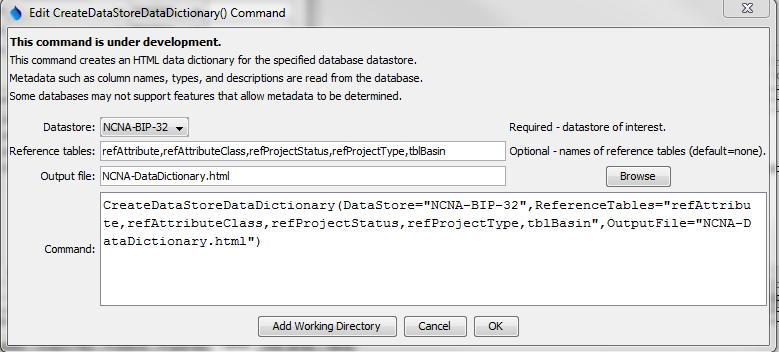 Edit CreateDataStoreDataDictionary() Command
This command is under development.
This command creates an HTML data dictionary for the specified database datastore.
Metadata such as column names, types, and descriptions are read from the database.
Some databases may not support features that allow metadata to be determined.
Datastore: NCNA-BIP-32 Required - datastore of interest.
Reference tables: refAttribute,refAttributeClass,refProjectStatus,refProjectType,tblBasin Optional - names of reference tables (default=none).
Output file: NCNA-DataDictionary.html Browse
CreateDataStoreDataDictionary(DataStore="NCNA-BIP-32",ReferenceTables="refAttribu
te,refAttributeClass,refProjectStatus,refProjectType,tblBasin",OutputFile="NCNA-D
Command: ataDictionary.html")
Add Working Directory Cancel OK